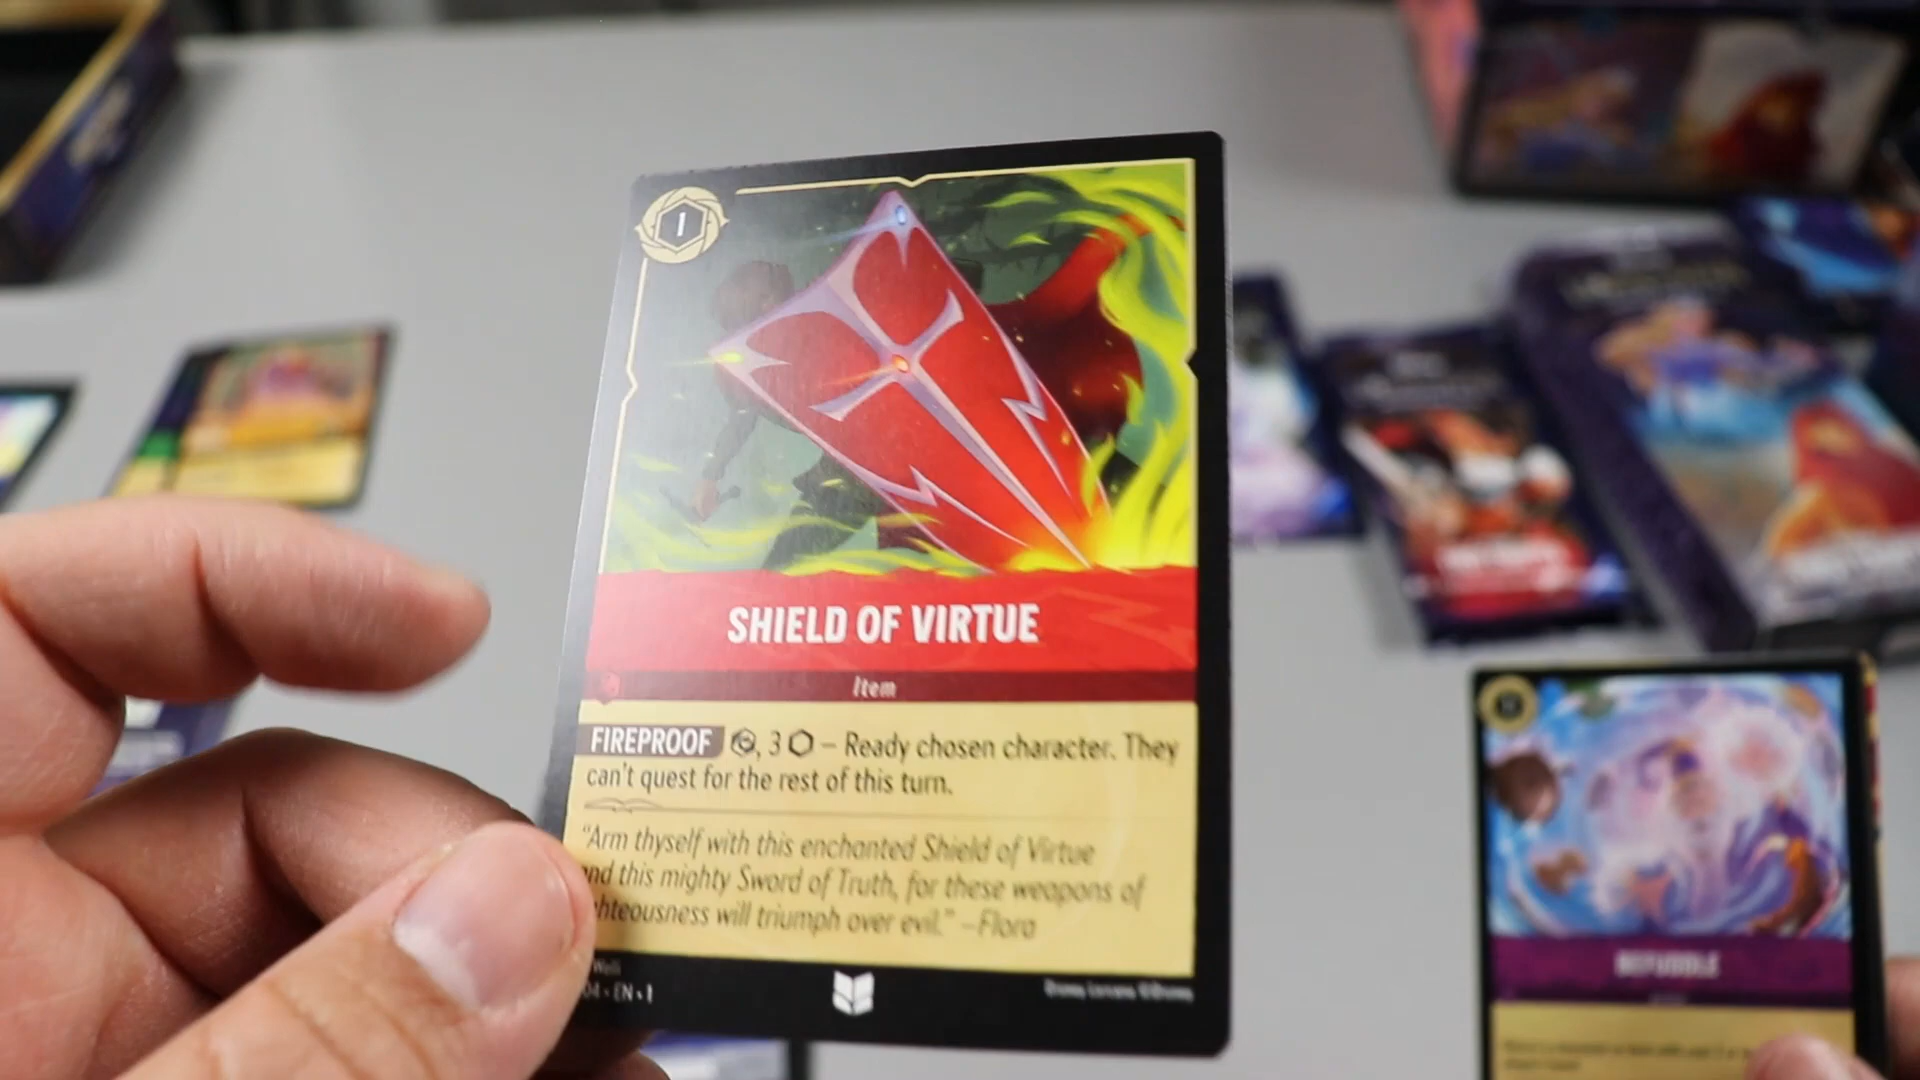 1
SHIELD OF VIRTUE
Item
FIREPROOF , 3 – Ready chosen character. They
can't quest for the rest of this turn.
"Arm thyself with this enchanted Shield of Virtue
nd this mighty Sword of Truth, for these weapons of
hteousness will triumph over evil." –Flora
04 • EN • 1
BEFUDDLE